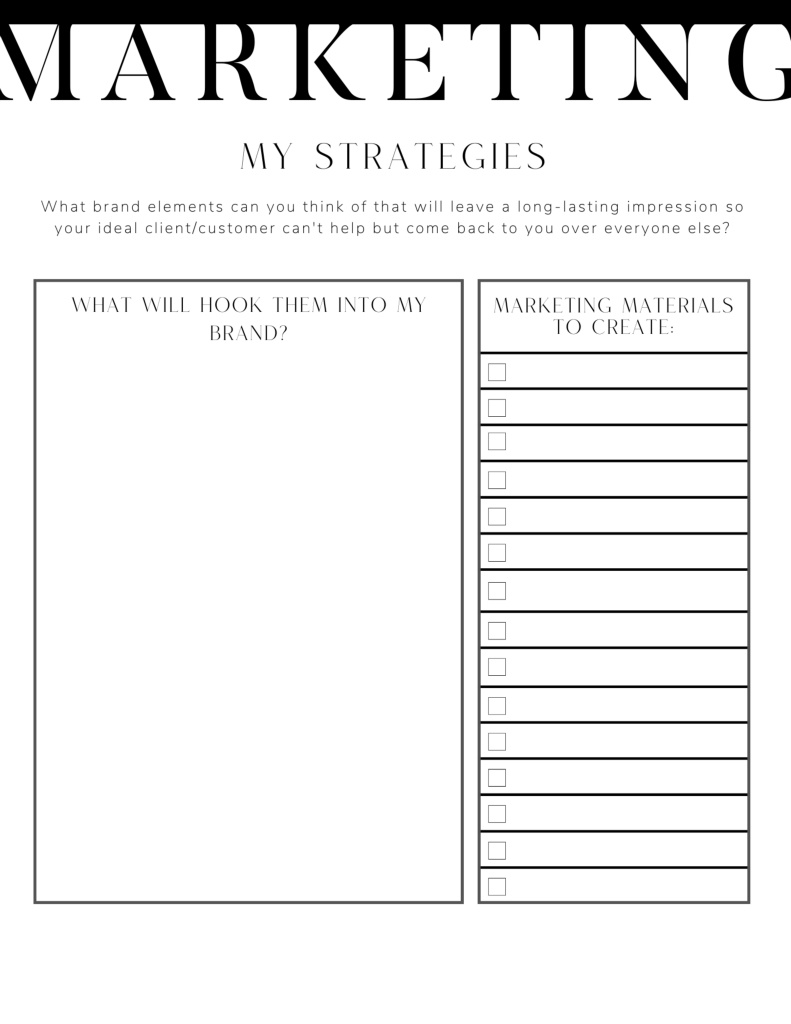 MARKETING
MY STRATEGIES
What brand elements can you think of that will leave a long-lasting impression so
your ideal client/customer can't help but come back to you over everyone else?
WHAT WILL HOOK THEM INTO MY
BRAND?
MARKETING MATERIALS
TO CREATE: